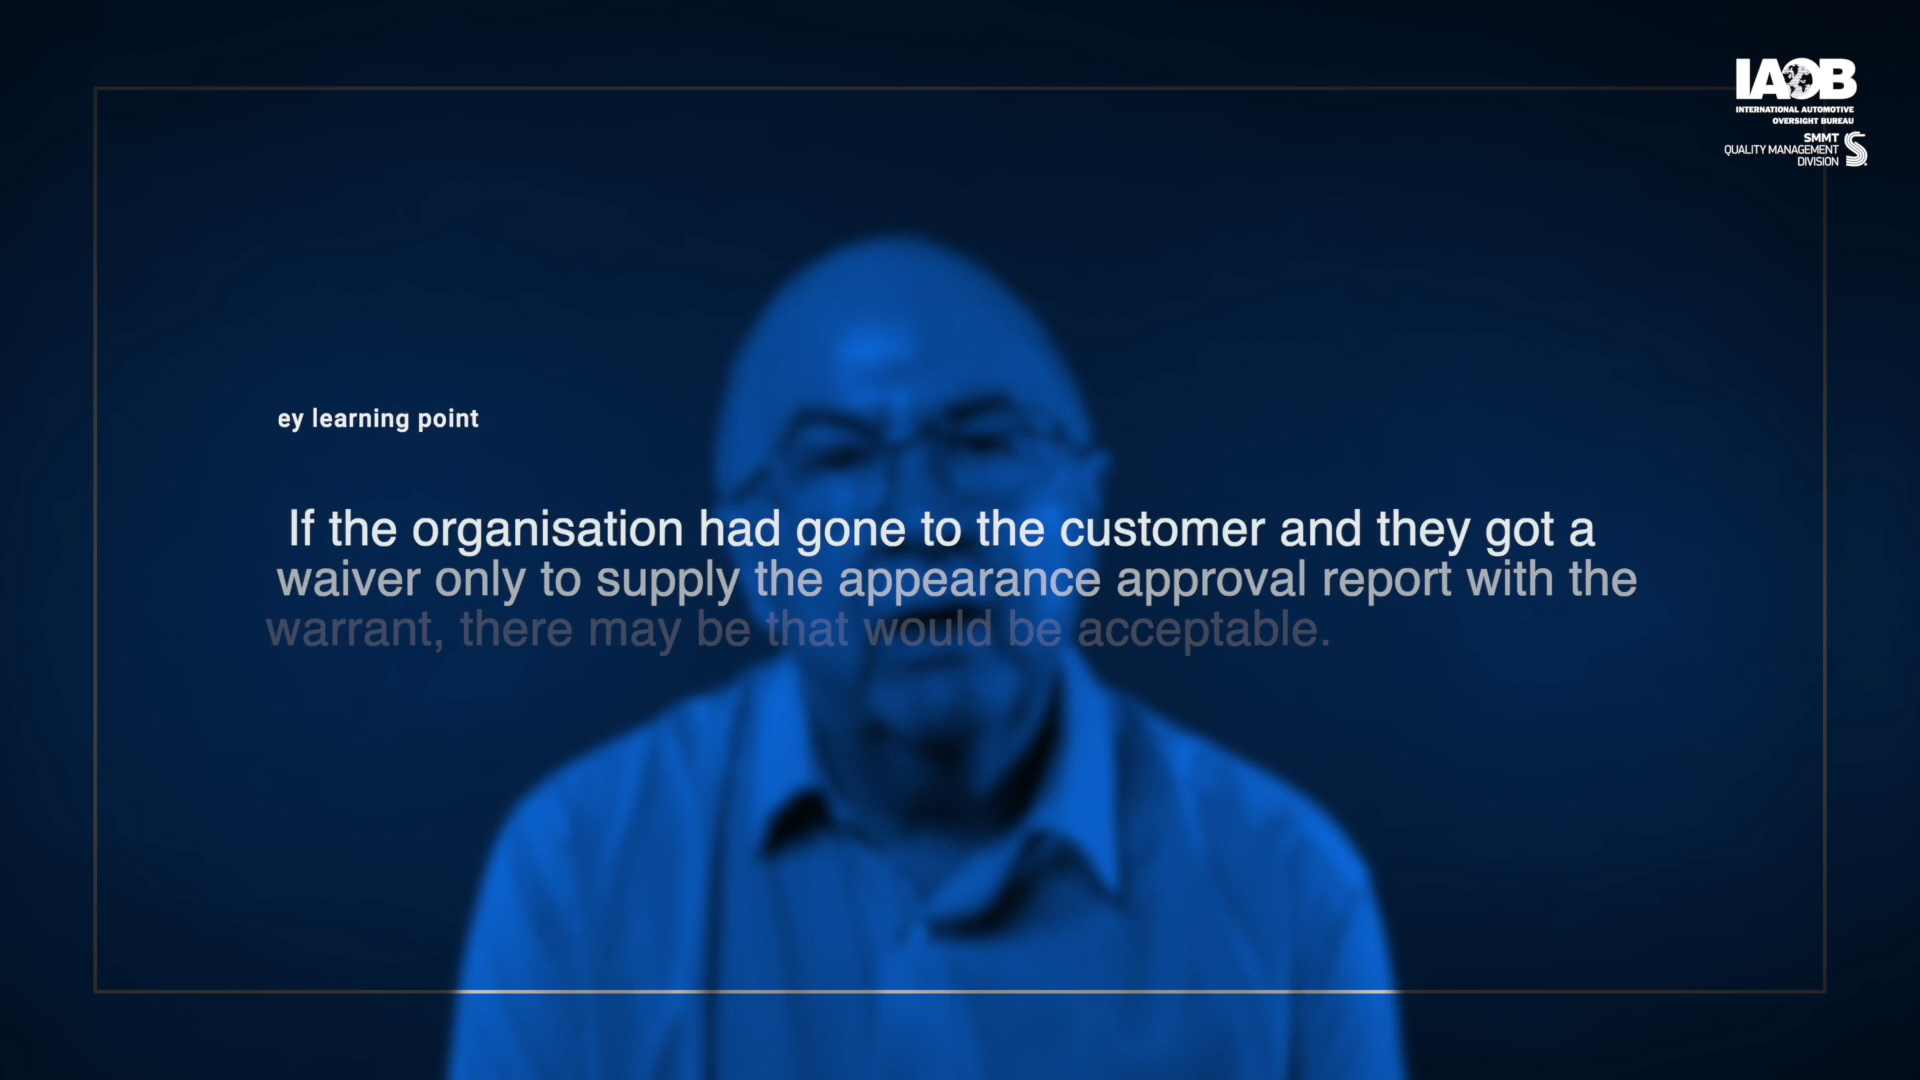 IAOB
INTERNATIONAL AUTOMOTIVE
OVERSIGHT BUREAU
SMMT
QUALITY MANAGEMENT
DIVISION
ey learning point
If the organisation had gone to the customer and they got a
waiver only to supply the appearance approval report with the
warrant, there may be that would be acceptable.